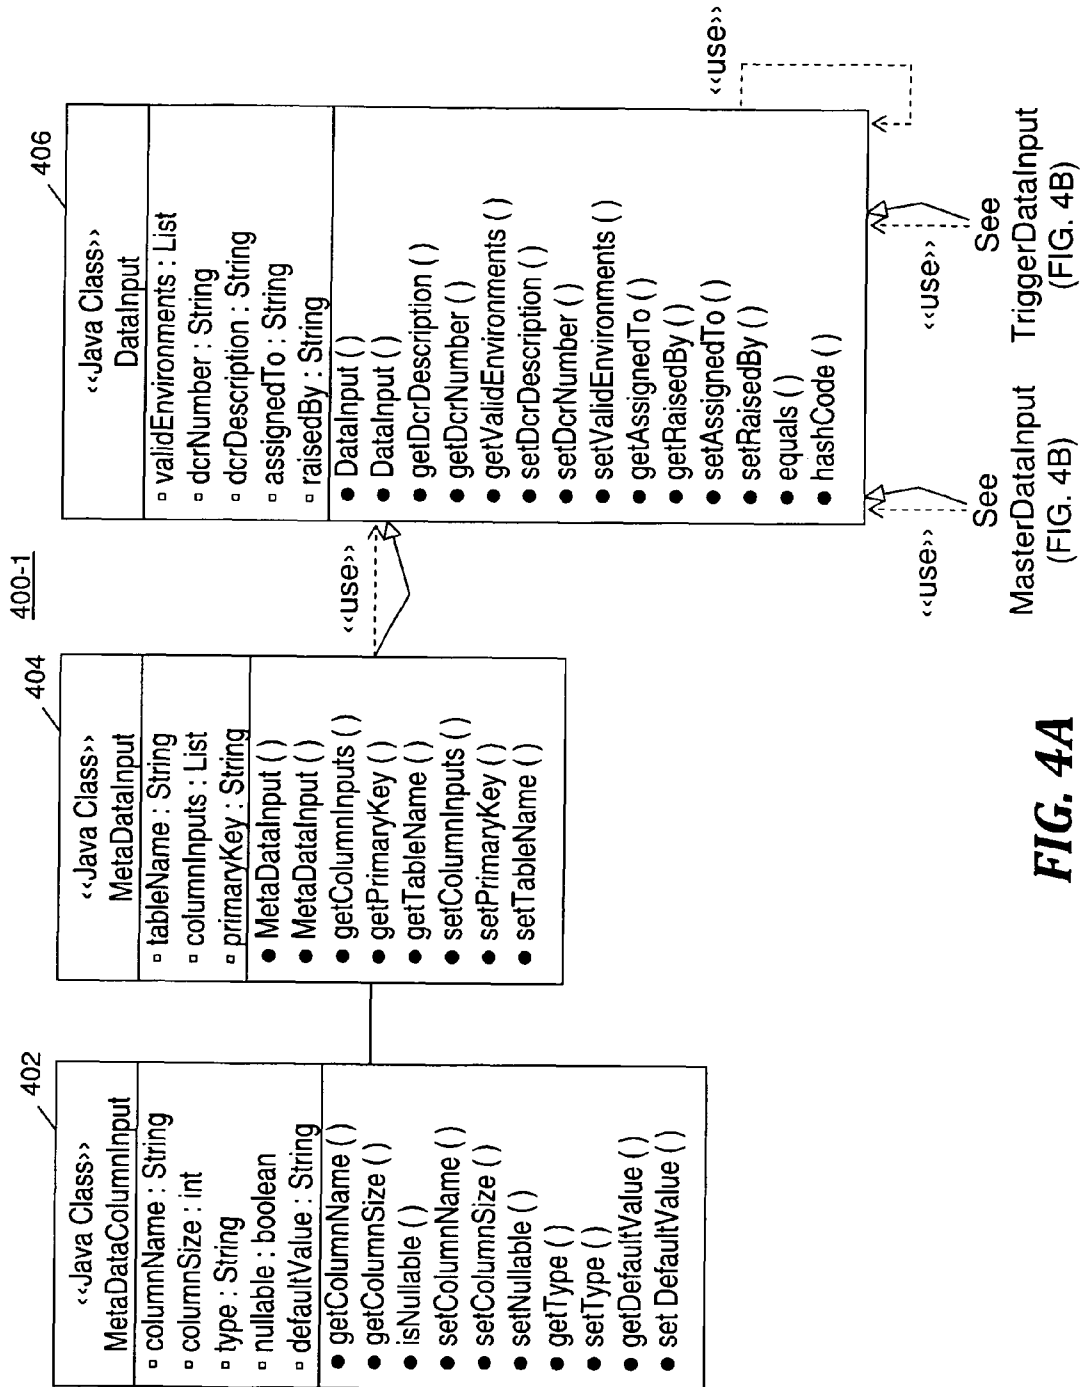 400-1
402
‹‹Java Class››
MetaDataColumnInput
columnName : String
columnSize : int
type : String
nullable : boolean
defaultValue : String
getColumnName ( )
getColumnSize ( )
isNullable ( )
setColumnName ( )
setColumnSize ( )
setNullable ( )
getType ( )
setType ( )
getDefaultValue ( )
set DefaultValue ( )
404
‹‹Java Class››
MetaDataInput
tableName : String
columnInputs : List
primaryKey : String
MetaDataInput ( )
MetaDataInput ( )
getColumnInputs ( )
getPrimaryKey ( )
getTableName ( )
setColumnInputs ( )
setPrimaryKey ( )
setTableName ( )
‹‹use››
406
‹‹Java Class››
DataInput
validEnvironments : List
dcrNumber : String
dcrDescription : String
assignedTo : String
raisedBy : String
DataInput ( )
DataInput ( )
getDcrDescription ( )
getDcrNumber ( )
getValidEnvironments ( )
setDcrDescription ( )
setDcrNumber ( )
setValidEnvironments ( )
getAssignedTo ( )
getRaisedBy ( )
setAssignedTo ( )
setRaisedBy ( )
equals ( )
hashCode ( )
‹‹use››
‹‹use››
See
MasterDataInput
(FIG. 4B)
‹‹use››
See
TriggerDataInput
(FIG. 4B)
FIG. 4A